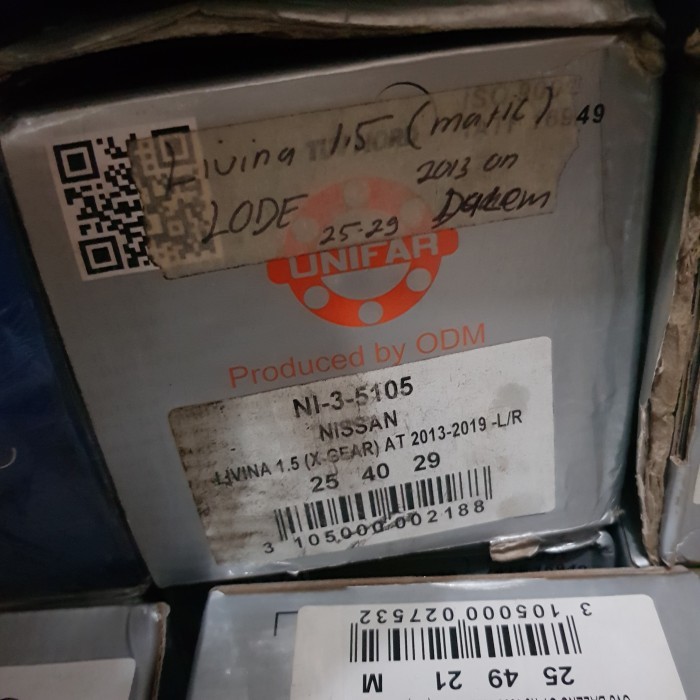 Livina 1.5 (matic)
2013 on
LODE 25-29 Dalem
49
UNIFAR
Produced by ODM
NI-3-5105
NISSAN
LIVINA 1.5 (X-GEAR) AT 2013-2019 -L/R
25 40 29
3 105000 002188
3 105000 027532
25 49 21 M